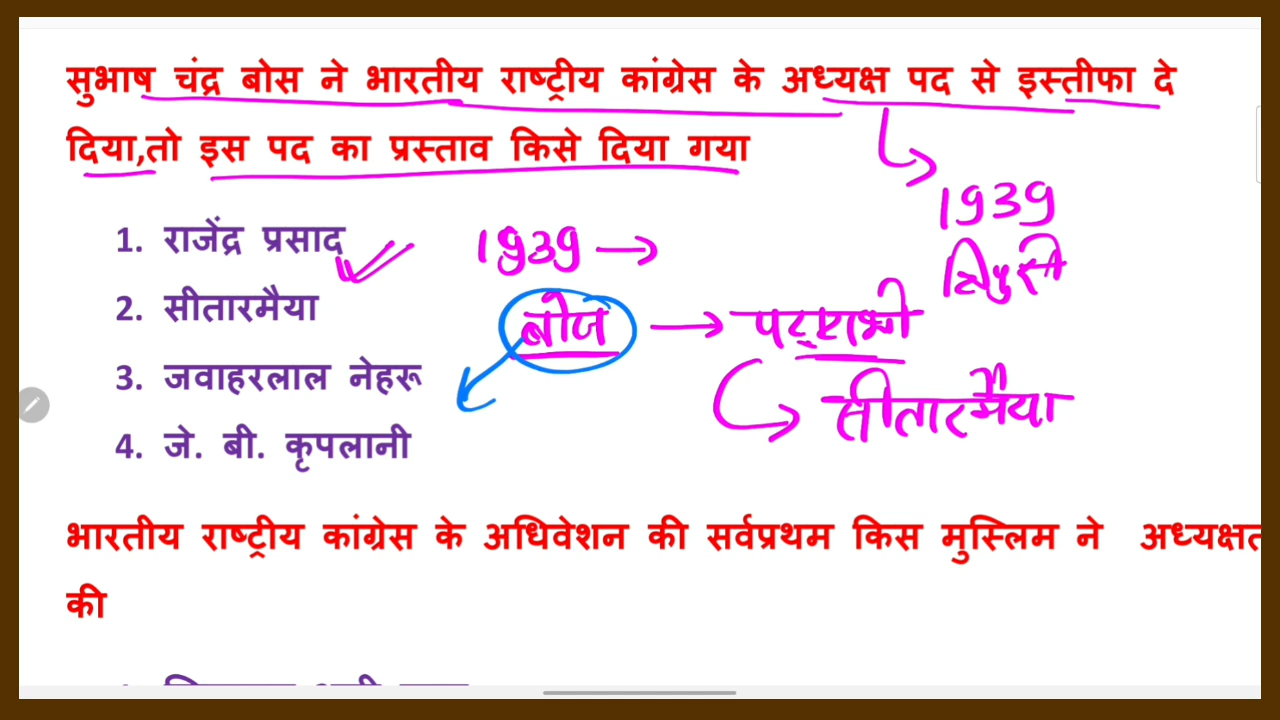 सुभाष चंद्र बोस ने भारतीय राष्ट्रीय कांग्रेस के अध्यक्ष पद से इस्तीफा दे
दिया,तो इस पद का प्रस्ताव किसे दिया गया
1939
त्रिपुरी
1. राजेंद्र प्रसाद
1939
2. सीतारमैया
बोज
3. जवाहरलाल नेहरू
सीतारमैया
4. जे. बी. कृपलानी
भारतीय राष्ट्रीय कांग्रेस के अधिवेशन की सर्वप्रथम किस मुस्लिम ने अध्यक्षत
की